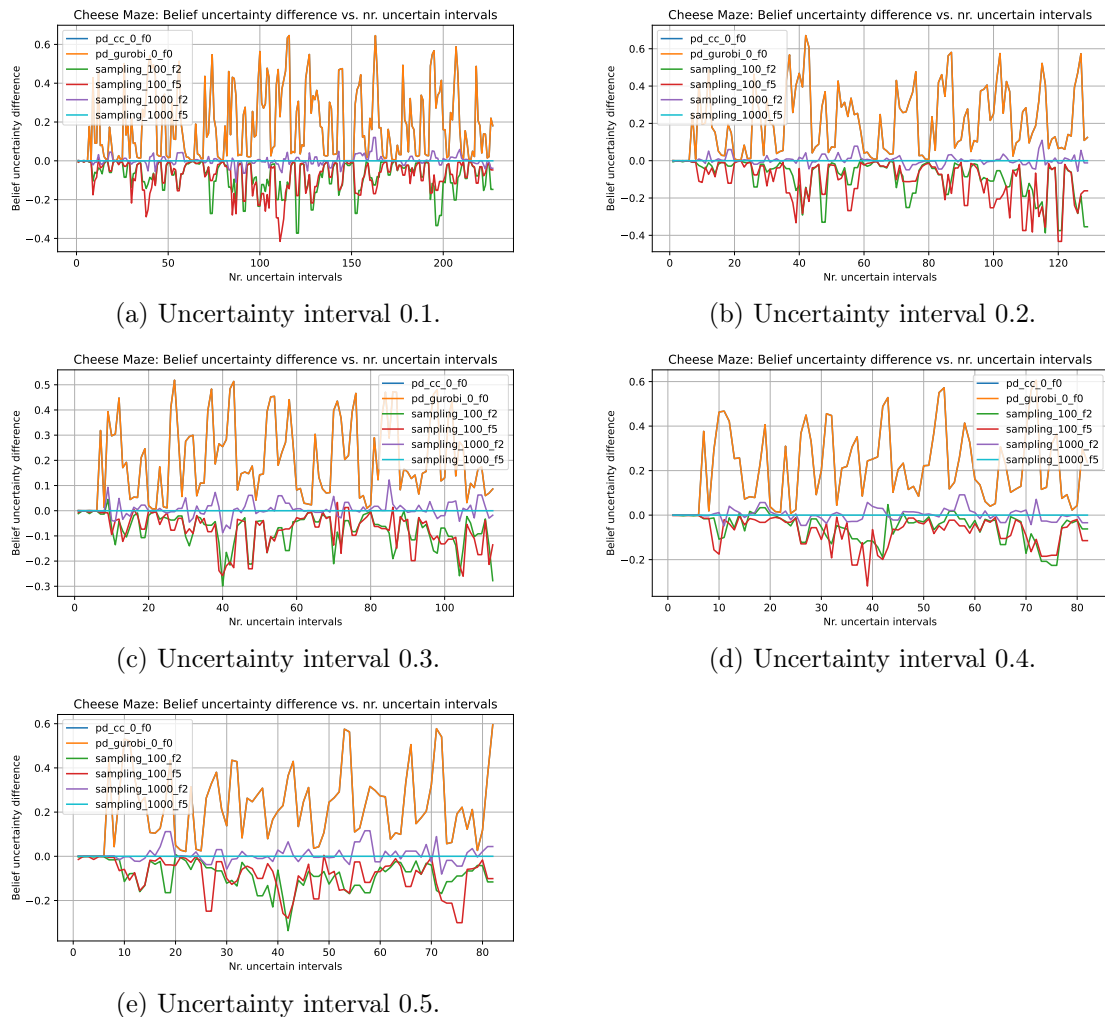 Cheese Maze: Belief uncertainty difference vs. nr. uncertain intervals
Belief uncertainty difference
0.6
0.4
0.2
0.0
−0.2
−0.4
pd_cc_0_f0
pd_gurobi_0_f0
sampling_100_f2
sampling_100_f5
sampling_1000_f2
sampling_1000_f5
0 50 100 150 200
Nr. uncertain intervals
(a) Uncertainty interval 0.1.
Cheese Maze: Belief uncertainty difference vs. nr. uncertain intervals
Belief uncertainty difference
0.6
0.4
0.2
0.0
−0.2
−0.4
pd_cc_0_f0
pd_gurobi_0_f0
sampling_100_f2
sampling_100_f5
sampling_1000_f2
sampling_1000_f5
0 20 40 60 80 100 120
Nr. uncertain intervals
(b) Uncertainty interval 0.2.
Cheese Maze: Belief uncertainty difference vs. nr. uncertain intervals
Belief uncertainty difference
0.5
0.4
0.3
0.2
0.1
0.0
−0.1
−0.2
−0.3
pd_cc_0_f0
pd_gurobi_0_f0
sampling_100_f2
sampling_100_f5
sampling_1000_f2
sampling_1000_f5
0 20 40 60 80 100
Nr. uncertain intervals
(c) Uncertainty interval 0.3.
Cheese Maze: Belief uncertainty difference vs. nr. uncertain intervals
Belief uncertainty difference
0.6
0.4
0.2
0.0
−0.2
pd_cc_0_f0
pd_gurobi_0_f0
sampling_100_f2
sampling_100_f5
sampling_1000_f2
sampling_1000_f5
0 10 20 30 40 50 60 70 80
Nr. uncertain intervals
(d) Uncertainty interval 0.4.
Cheese Maze: Belief uncertainty difference vs. nr. uncertain intervals
Belief uncertainty difference
0.6
0.4
0.2
0.0
−0.2
pd_cc_0_f0
pd_gurobi_0_f0
sampling_100_f2
sampling_100_f5
sampling_1000_f2
sampling_1000_f5
0 10 20 30 40 50 60 70 80
Nr. uncertain intervals
(e) Uncertainty interval 0.5.